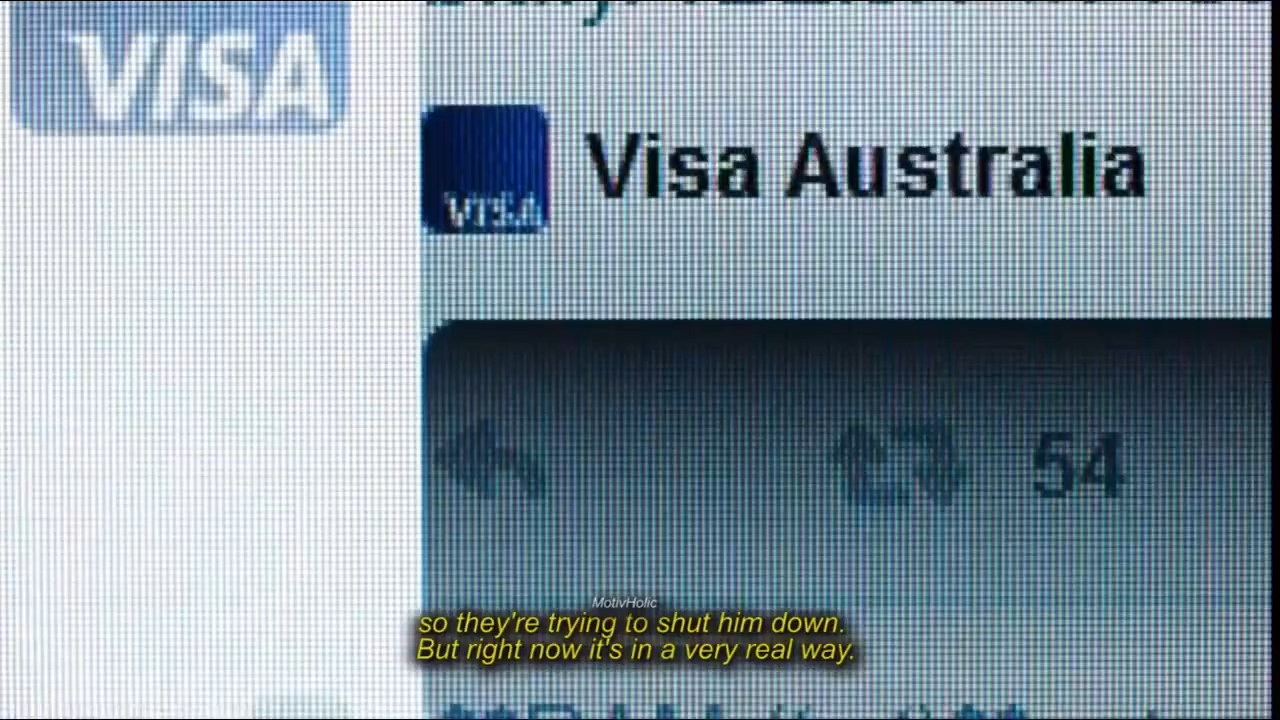 VISA
Visa Australia
VISA
54
MotivHolic
so they're trying to shut him down.
But right now it's in a very real way.